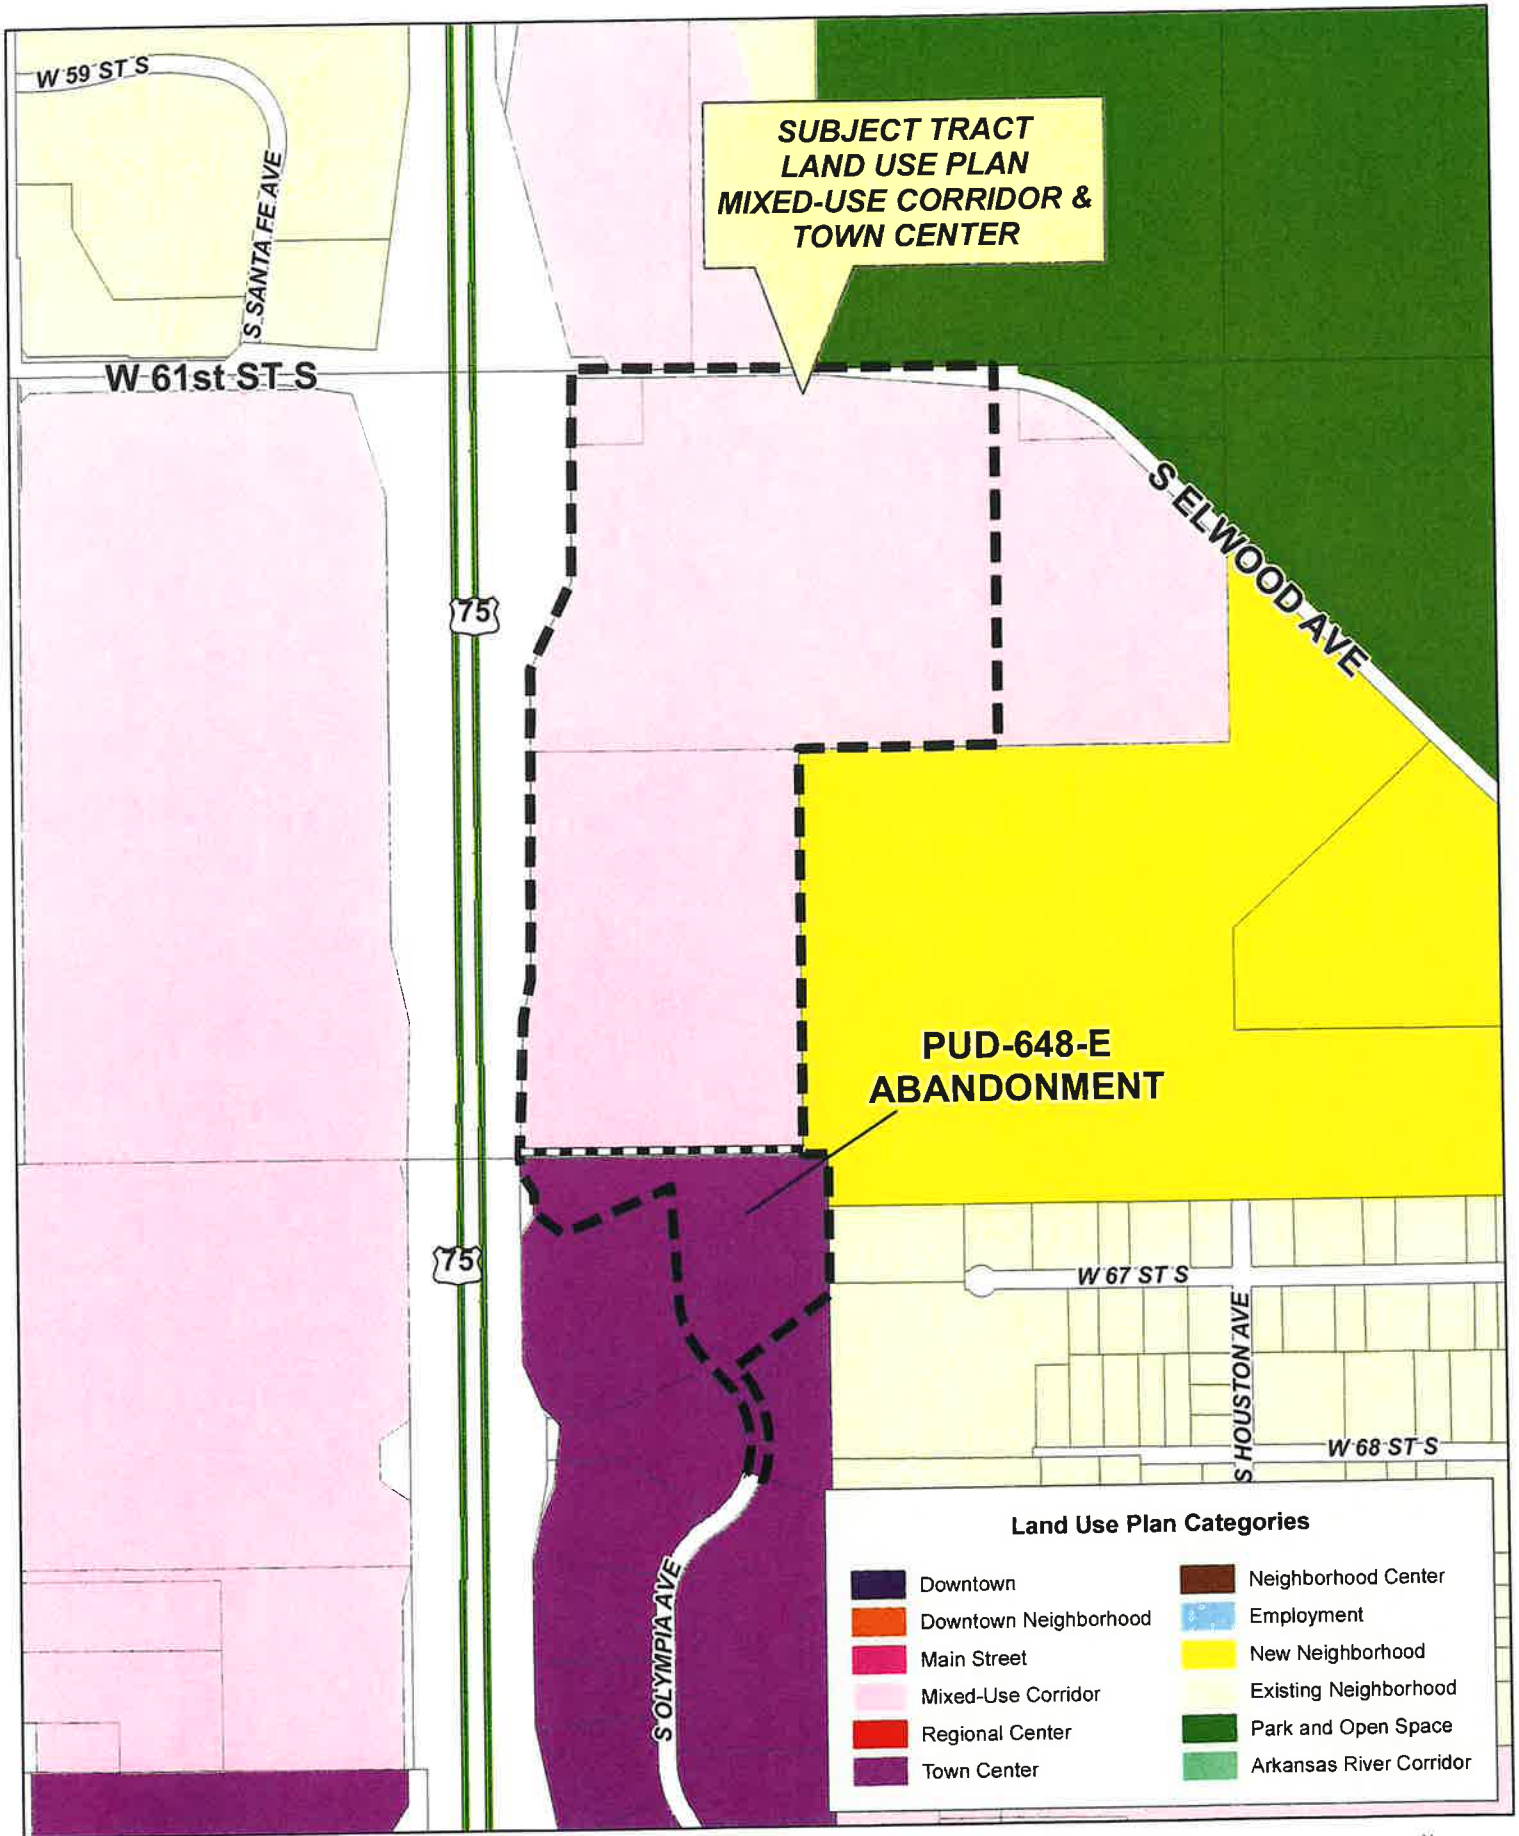 W 59 ST S
S SANTA FE AVE
SUBJECT TRACT
LAND USE PLAN
MIXED-USE CORRIDOR &
TOWN CENTER
W 61st ST S
S ELWOOD AVE
75
PUD-648-E
ABANDONMENT
75
W 67 ST S
S HOUSTON AVE
W 68 ST S
S OLYMPIA AVE
Land Use Plan Categories
Downtown
Downtown Neighborhood
Main Street
Mixed-Use Corridor
Regional Center
Town Center
Neighborhood Center
Employment
New Neighborhood
Existing Neighborhood
Park and Open Space
Arkansas River Corridor